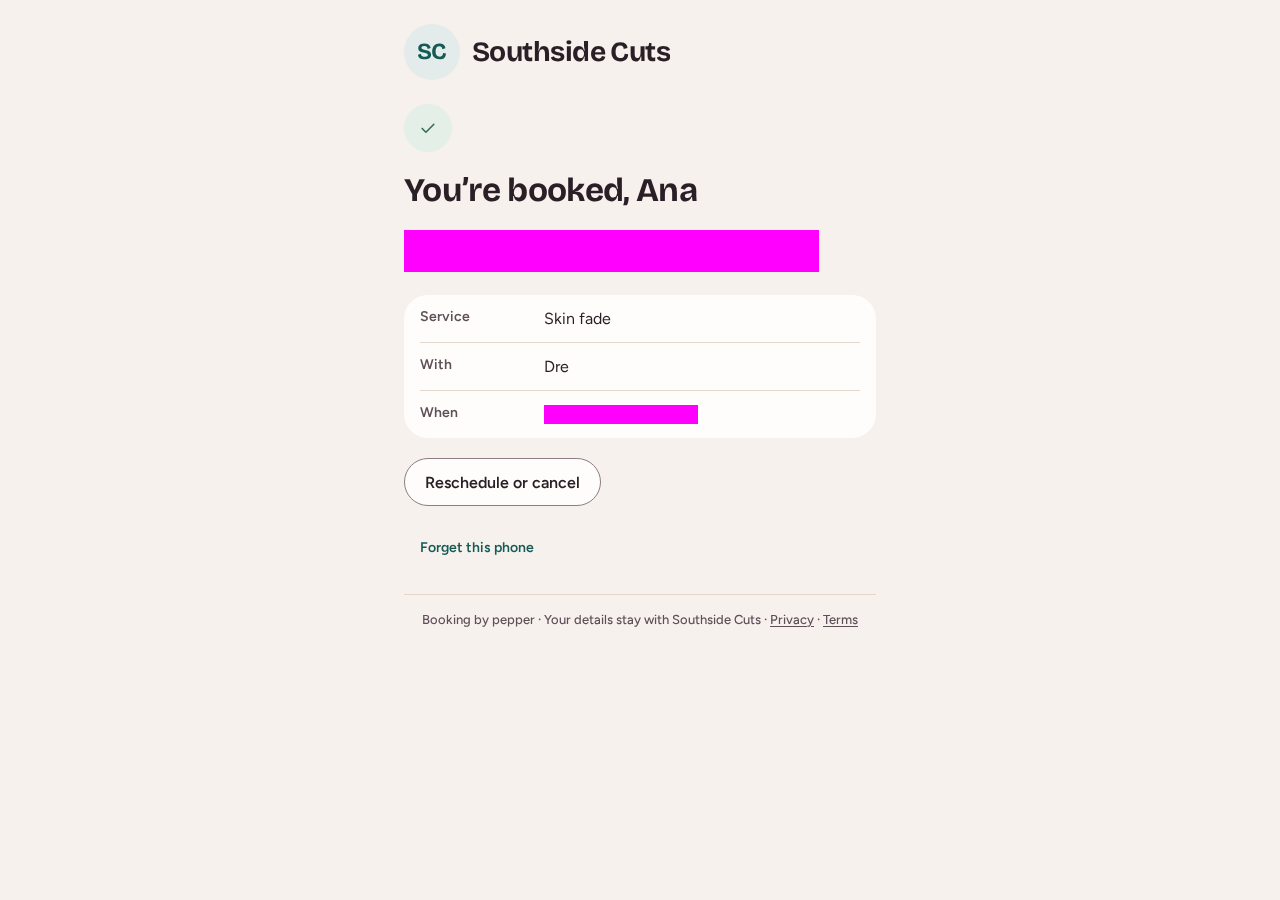 SC Southside Cuts
You’re booked, Ana
Service Skin fade
With Dre
When
Reschedule or cancel
Forget this phone
Booking by pepper · Your details stay with Southside Cuts · Privacy · Terms